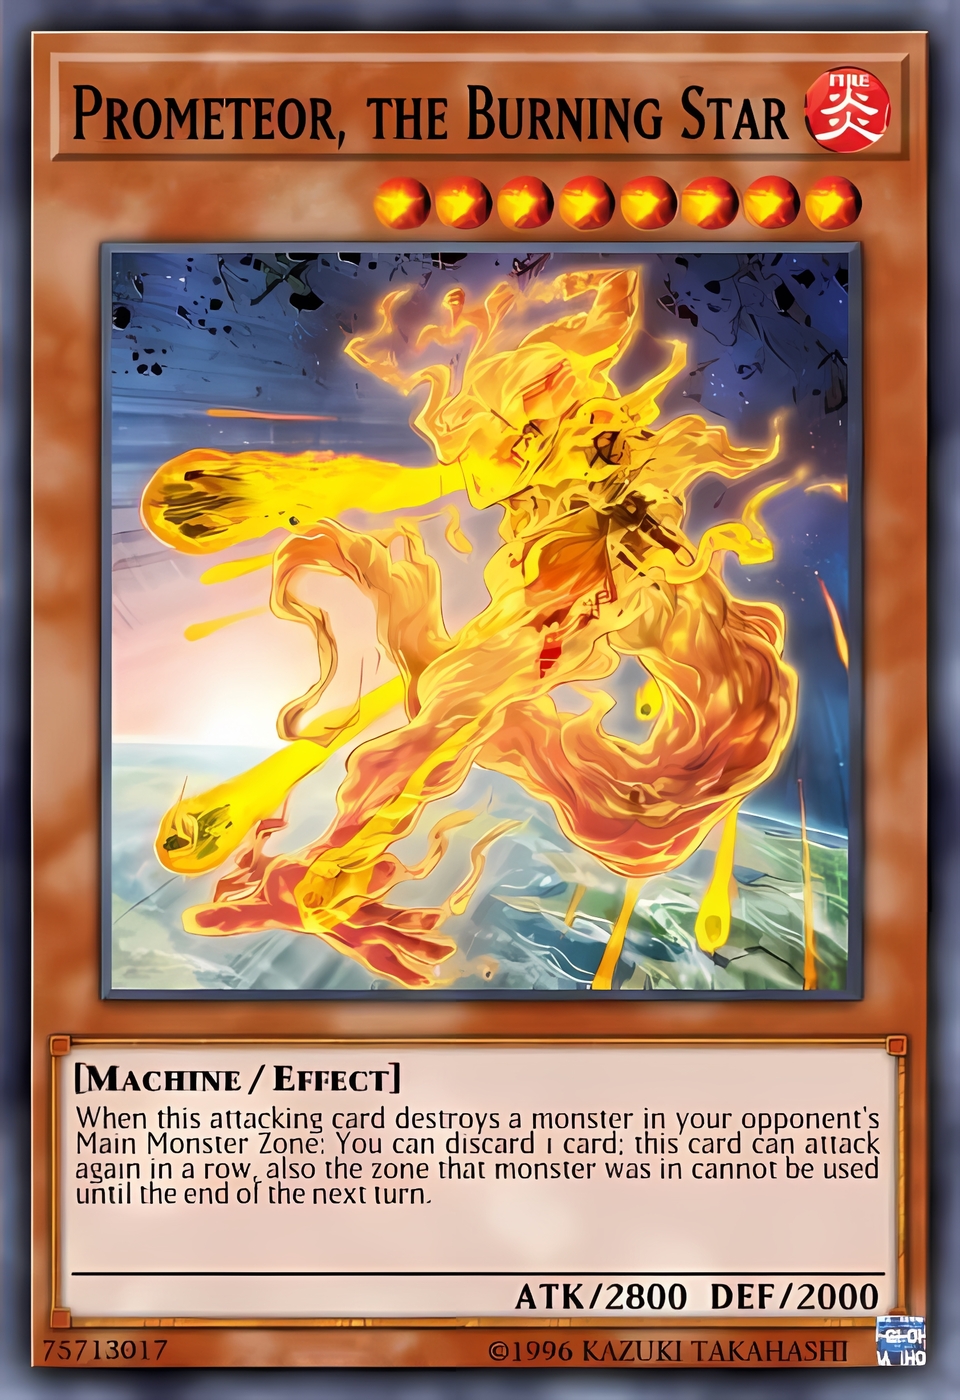 PROMETEOR, THE BURNING STAR
炎
[MACHINE / EFFECT]
When this attacking card destroys a monster in your opponent's
Main Monster Zone: You can discard 1 card; this card can attack
again in a row, also the zone that monster was in cannot be used
until the end of the next turn.
ATK/2800 DEF/2000
75713017
©1996 KAZUKI TAKAHASHI